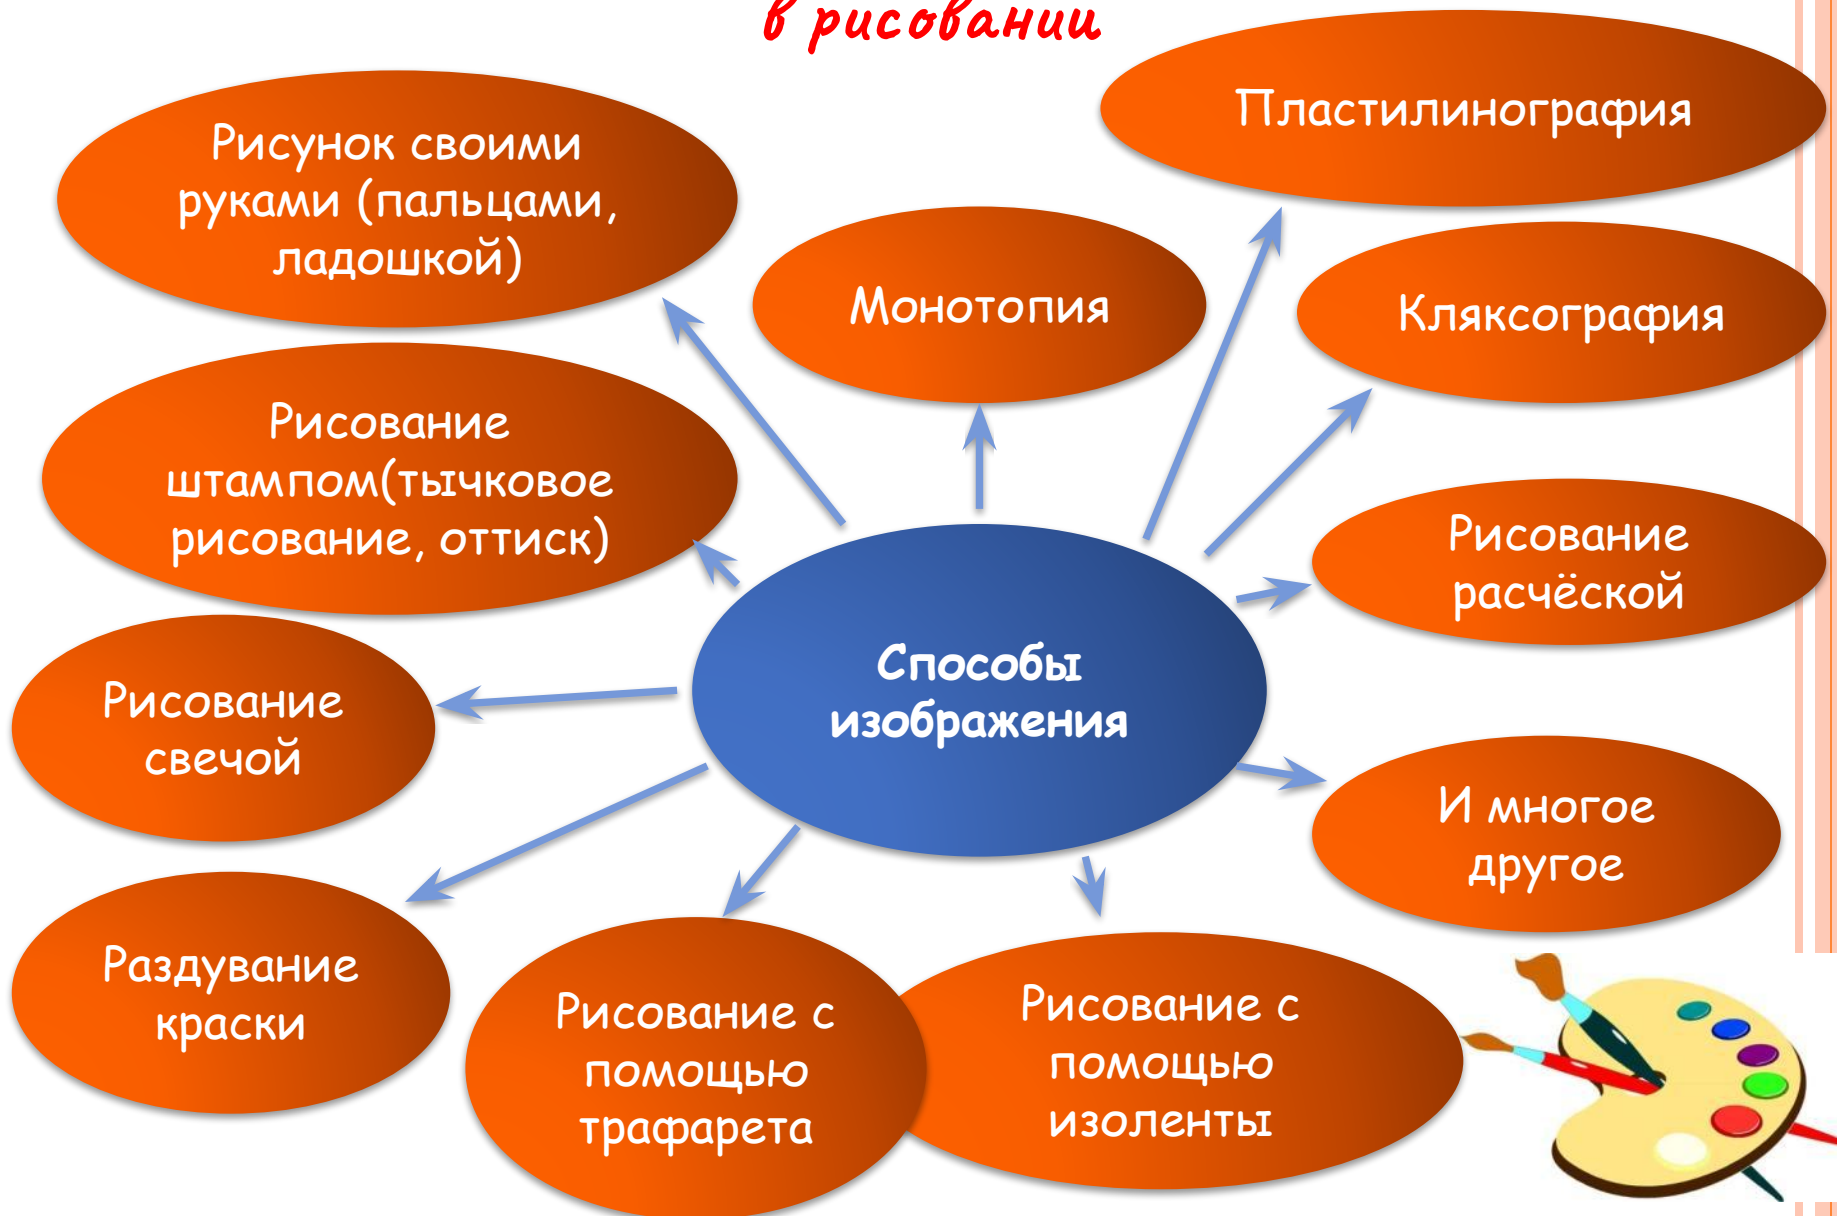 в рисовании
Пластилинография
Рисунок своими
руками (пальцами,
ладошкой)
Монотопия
Кляксография
Рисование
штампом(тычковое
рисование, оттиск)
Рисование
расчёской
Способы
изображения
Рисование
свечой
И многое
другое
Раздувание
краски
Рисование с
помощью
трафарета
Рисование с
помощью
изоленты